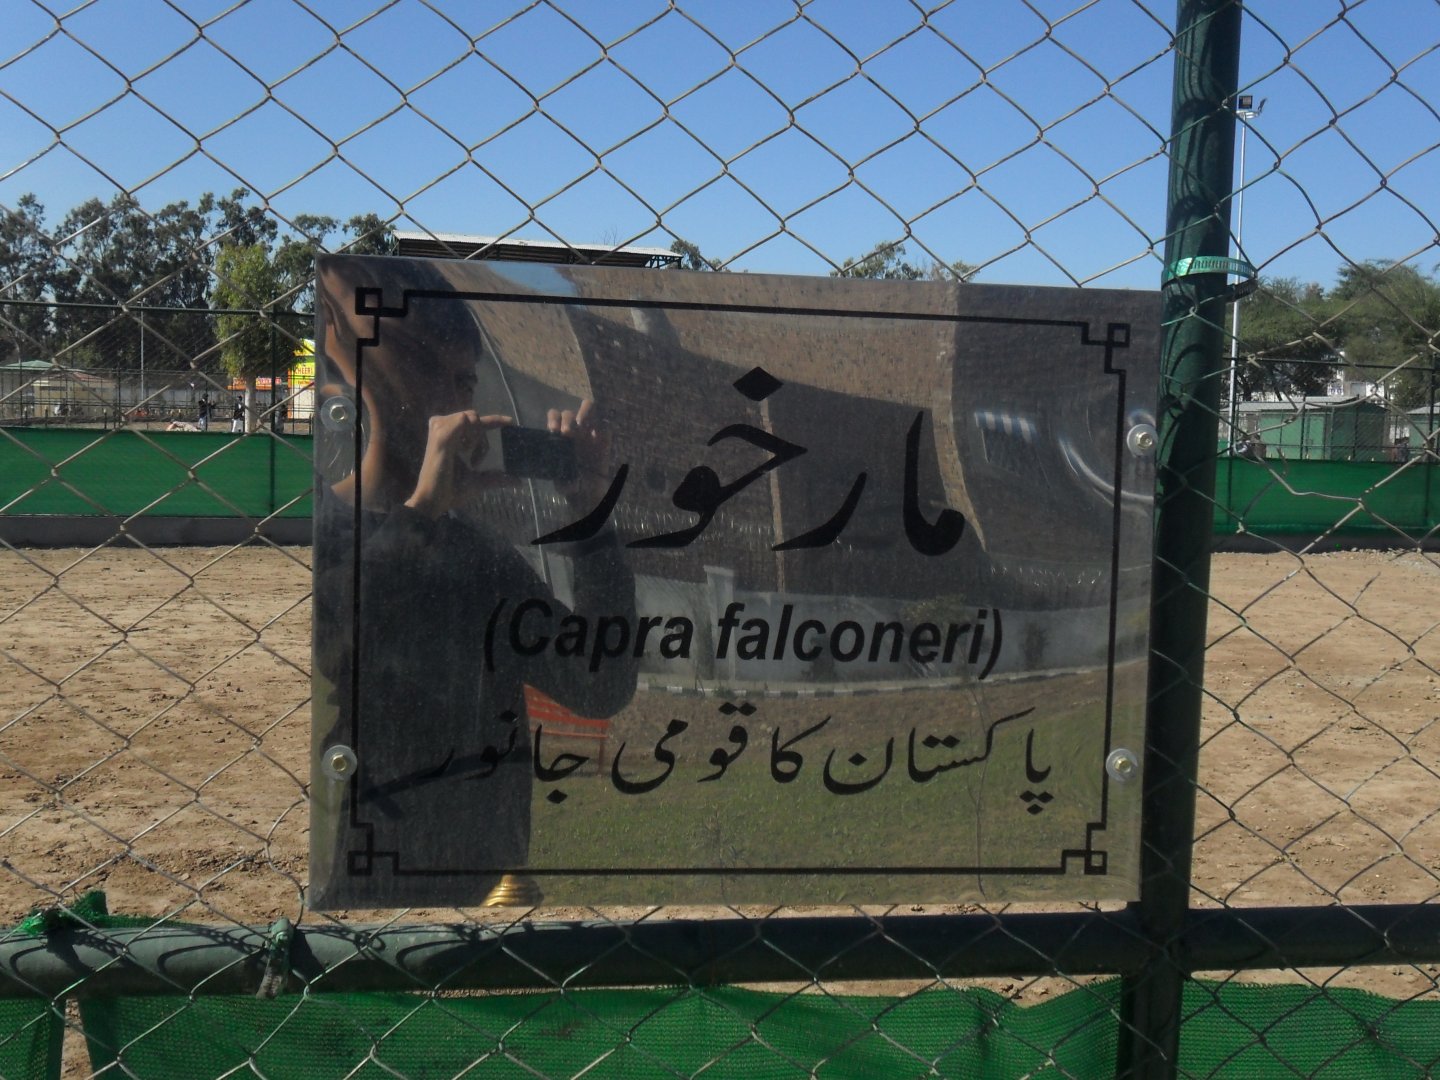 مارخور
(Capra falconeri)
پاکستان کا قومی جانور